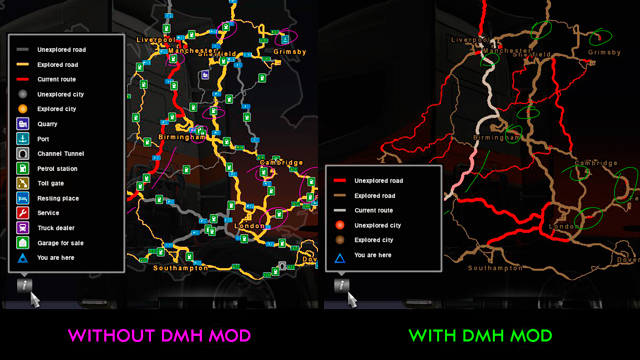 Liverpool
Manchester
Sheffield
Grimsby
Birmingham
Cambridge
London
Southampton
Dove
Unexplored road
Explored road
Current route
Unexplored city
Explored city
Quarry
Port
Channel Tunnel
Petrol station
Toll gate
Resting place
Service
Truck dealer
Garage for sale
You are here
i
WITHOUT DMH MOD
Liverpool
Manchester
Sheffield
Grimsby
Birmingham
Cambridge
London
Southampton
Dover
Unexplored road
Explored road
Current route
Unexplored city
Explored city
You are here
i
WITH DMH MOD